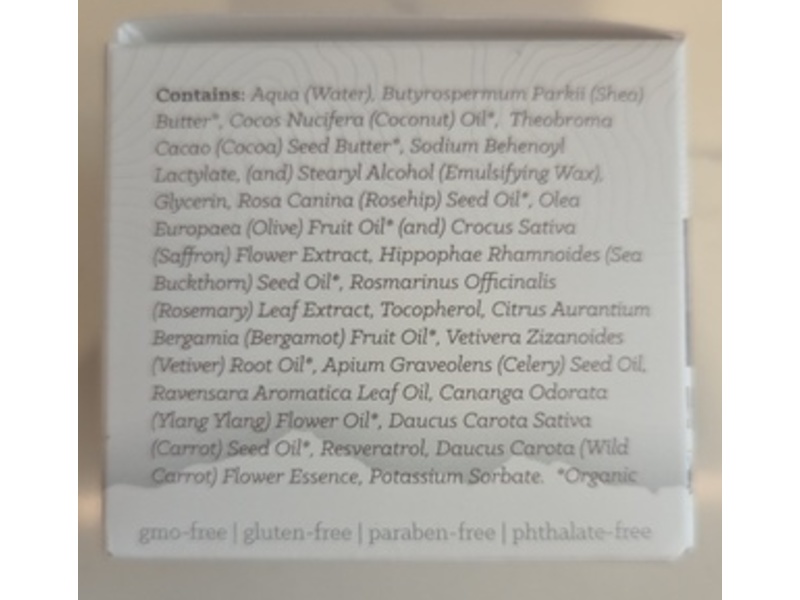 Contains: Aqua (Water), Butyrospermum Parkii (Shea)
Butter*, Cocos Nucifera (Coconut) Oil*, Theobroma
Cacao (Cocoa) Seed Butter*, Sodium Behenoyl
Lactylate, (and) Stearyl Alcohol (Emulsifying Wax),
Glycerin, Rosa Canina (Rosehip) Seed Oil*, Olea
Europaea (Olive) Fruit Oil* (and) Crocus Sativa
(Saffron) Flower Extract, Hippophae Rhamnoides (Sea
Buckthorn) Seed Oil*, Rosmarinus Officinalis
(Rosemary) Leaf Extract, Tocopherol, Citrus Aurantium
Bergamia (Bergamot) Fruit Oil*, Vetivera Zizanoides
(Vetiver) Root Oil*, Apium Graveolens (Celery) Seed Oil,
Ravensara Aromatica Leaf Oil, Cananga Odorata
(Ylang Ylang) Flower Oil*, Daucus Carota Sativa
(Carrot) Seed Oil*, Resveratrol, Daucus Carota (Wild
Carrot) Flower Essence, Potassium Sorbate. *Organic
gmo-free | gluten-free | paraben-free | phthalate-free